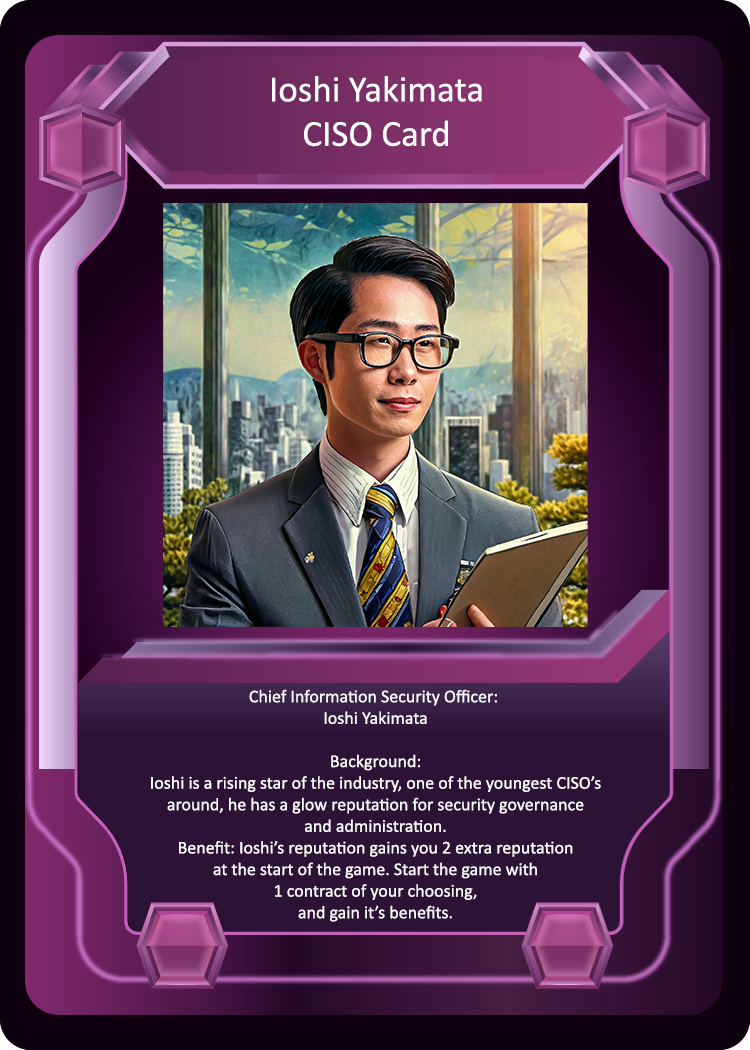 Ioshi Yakimata
CISO Card
Chief Information Security Officer:
Ioshi Yakimata
Background:
Ioshi is a rising star of the industry, one of the youngest CISO's
around, he has a glow reputation for security governance
and administration.
Benefit: Ioshi's reputation gains you 2 extra reputation
at the start of the game. Start the game with
1 contract of your choosing,
and gain it's benefits.